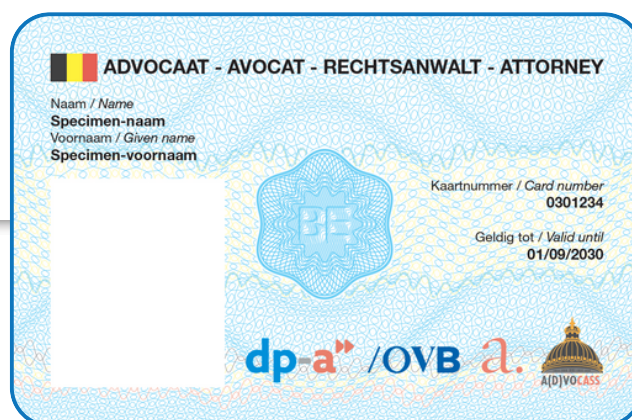 ADVOCAAT - AVOCAT - RECHTSANWALT - ATTORNEY
Naam / Name
Specimen-naam
Voornaam / Given name
Specimen-voornaam
BE
Kaartnummer / Card number
0301234
Geldig tot / Valid until
01/09/2030
dp-a
/OVB
a.
A(D)VOCASS